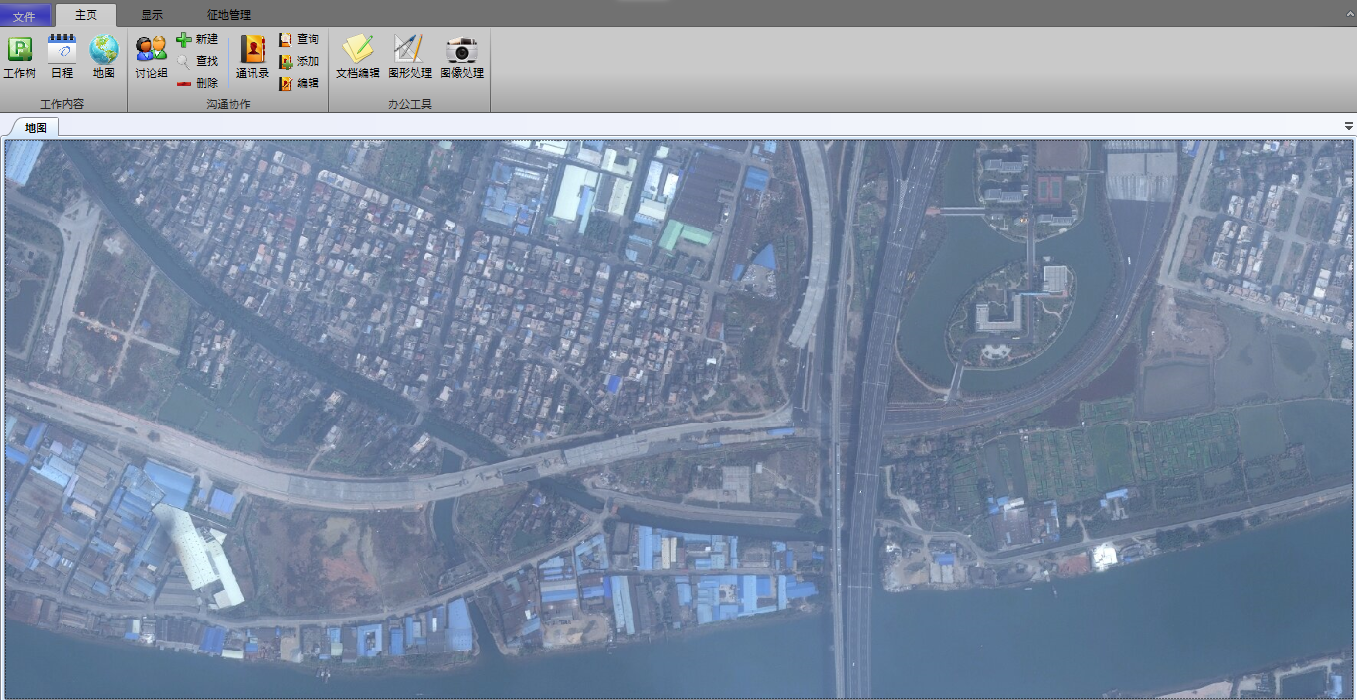 文件 主页 显示 征地管理
新建 查询
查找 添加
工作树 日程 地图 讨论组 删除 通讯录 编辑 文档编辑 图形处理 图像处理
工作内容 沟通协作 办公工具
地图